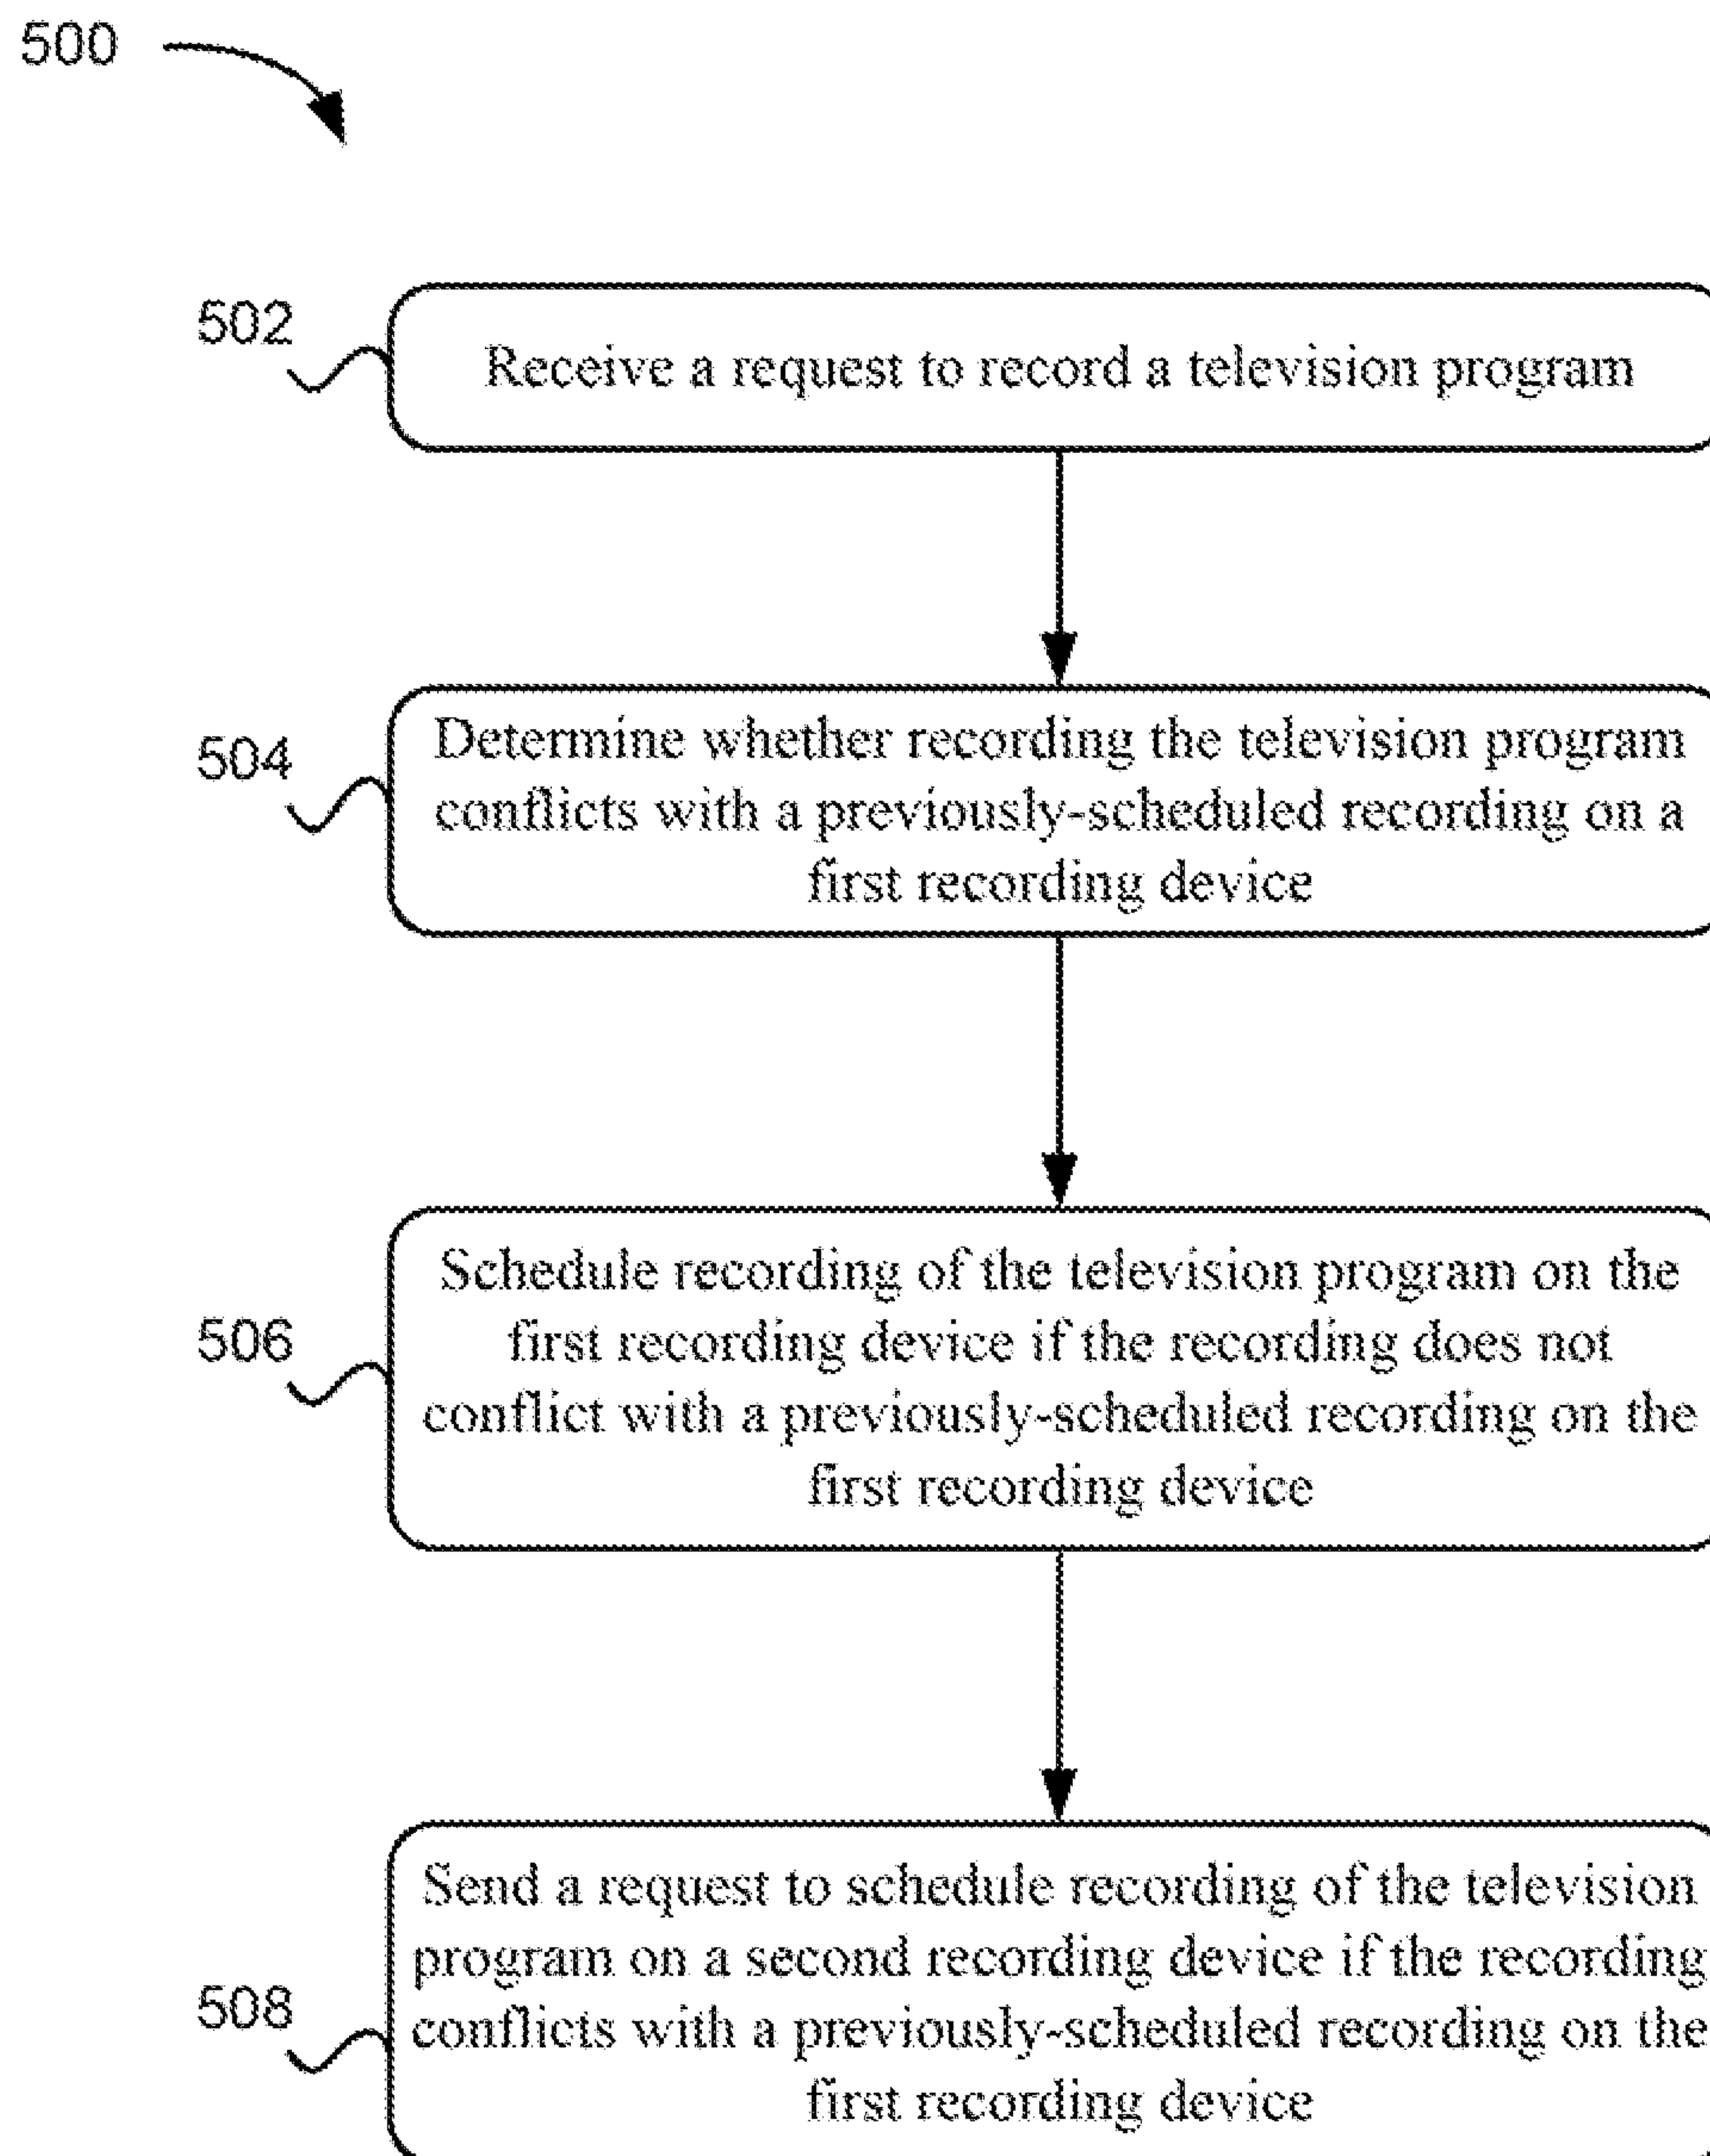 500
502
Receive a request to record a television program
504
Determine whether recording the television program
conflicts with a previously-scheduled recording on a
first recording device
506
Schedule recording of the television program on the
first recording device if the recording does not
conflict with a previously-scheduled recording on the
first recording device
508
Send a request to schedule recording of the television
program on a second recording device if the recording
conflicts with a previously-scheduled recording on the
first recording device